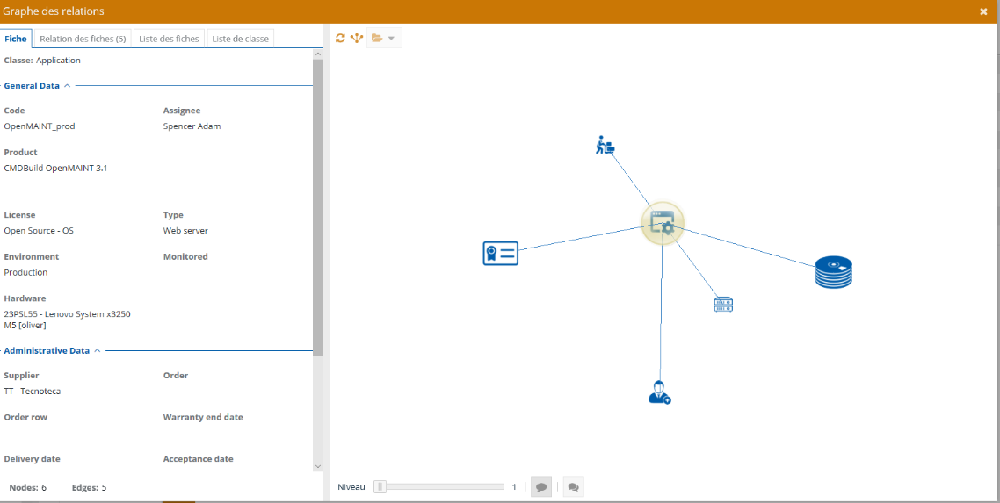 Graphe des relations
Fiche
Relation des fiches (5)
Liste des fiches
Liste de classe
Classe: Application
General Data
Code
Assignee
OpenMAINT_prod
Spencer Adam
Product
CMDBuild OpenMAINT 3.1
License
Type
Open Source - OS
Web server
Environment
Monitored
Production
Hardware
23PSL55 - Lenovo System x3250
M5 [oliver]
Administrative Data
Supplier
Order
TT - Tecnoteca
Order row
Warranty end date
Delivery date
Acceptance date
Nodes: 6
Edges: 5
Niveau
1